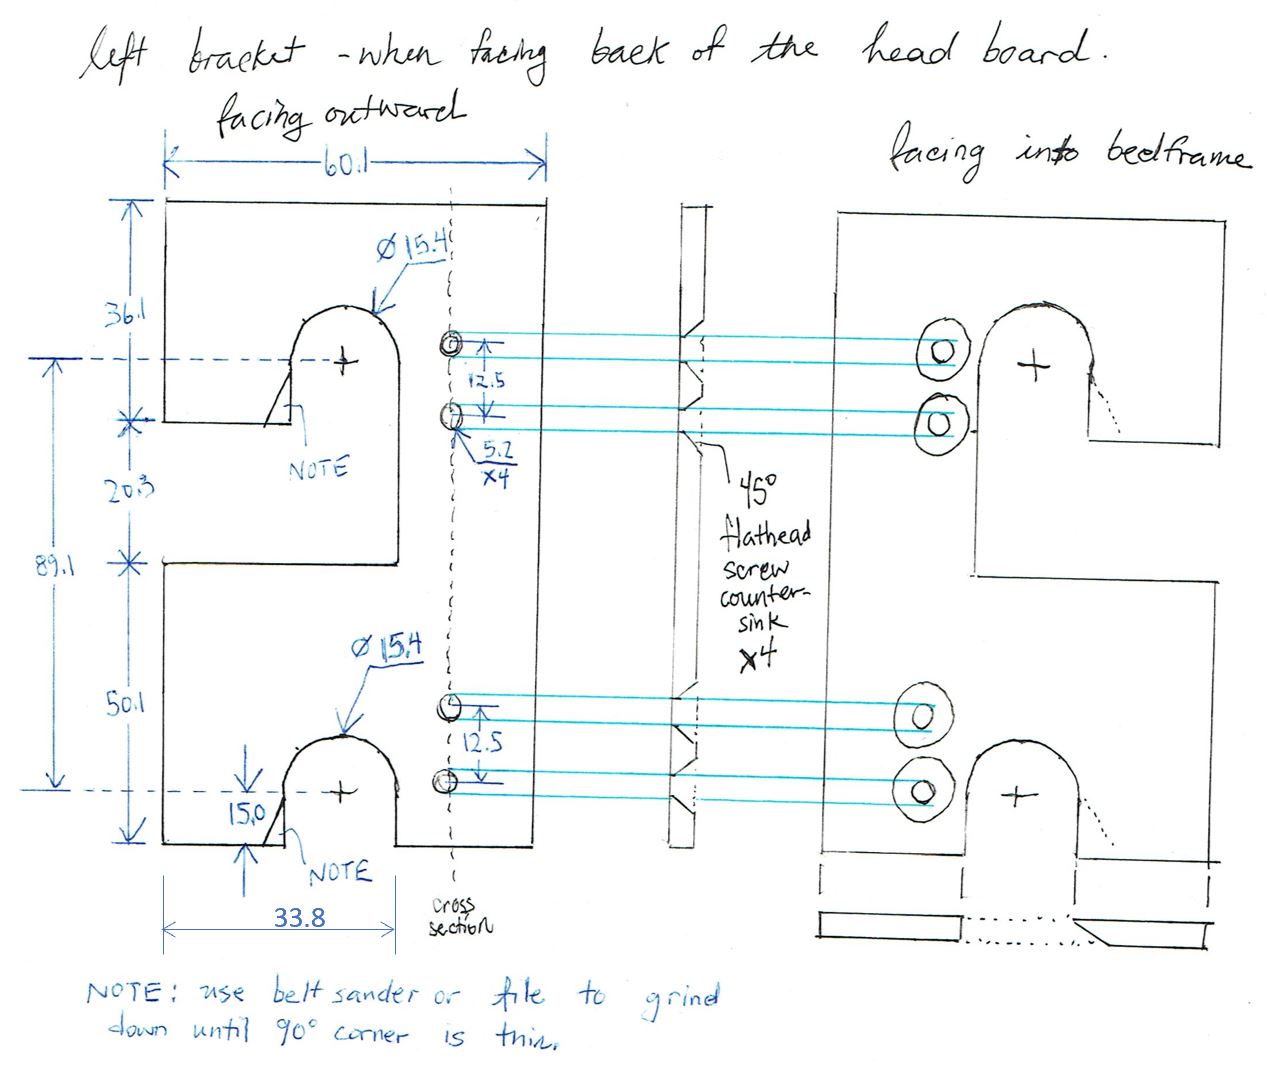 left bracket - when facing back of the head board.
facing outward
facing into bedframe
60.1
Ø 15.4
36.1
12.5
5.2
x4
NOTE
20.3
89.1
45°
flathead
screw
counter-
sink
x4
Ø 15.4
50.1
12.5
15.0
NOTE
33.8
cross
section
NOTE: use belt sander or file to grind
down until 90° corner is thin.